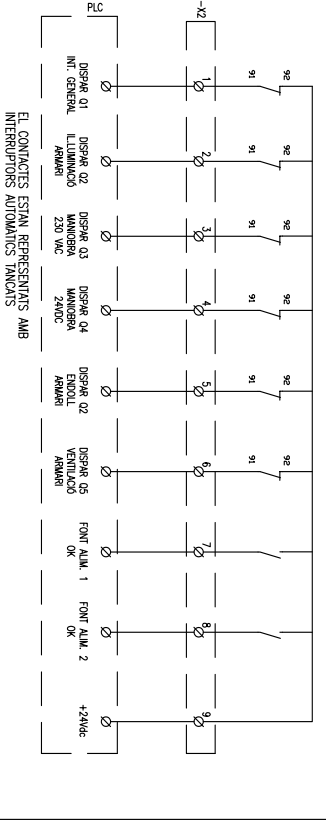 PLC
-X2
91
92
1
DISPAR Q1
INT. GENERAL
91
92
2
DISPAR Q2
IL.LUMINACIÓ
ARMARI
91
92
3
DISPAR Q3
MANIOBRA
230 VAC
91
92
4
DISPAR Q4
MANIOBRA
24VDC
91
92
5
DISPAR Q2
ENDOLL
ARMARI
91
92
6
DISPAR Q5
VENTILACIÓ
ARMARI
7
FONT ALIM. 1
OK
8
FONT ALIM. 2
OK
9
+24Vdc
EL CONTACTES ESTAN REPRESENTATS AMB
INTERRUPTORS AUTOMÀTICS TANCATS